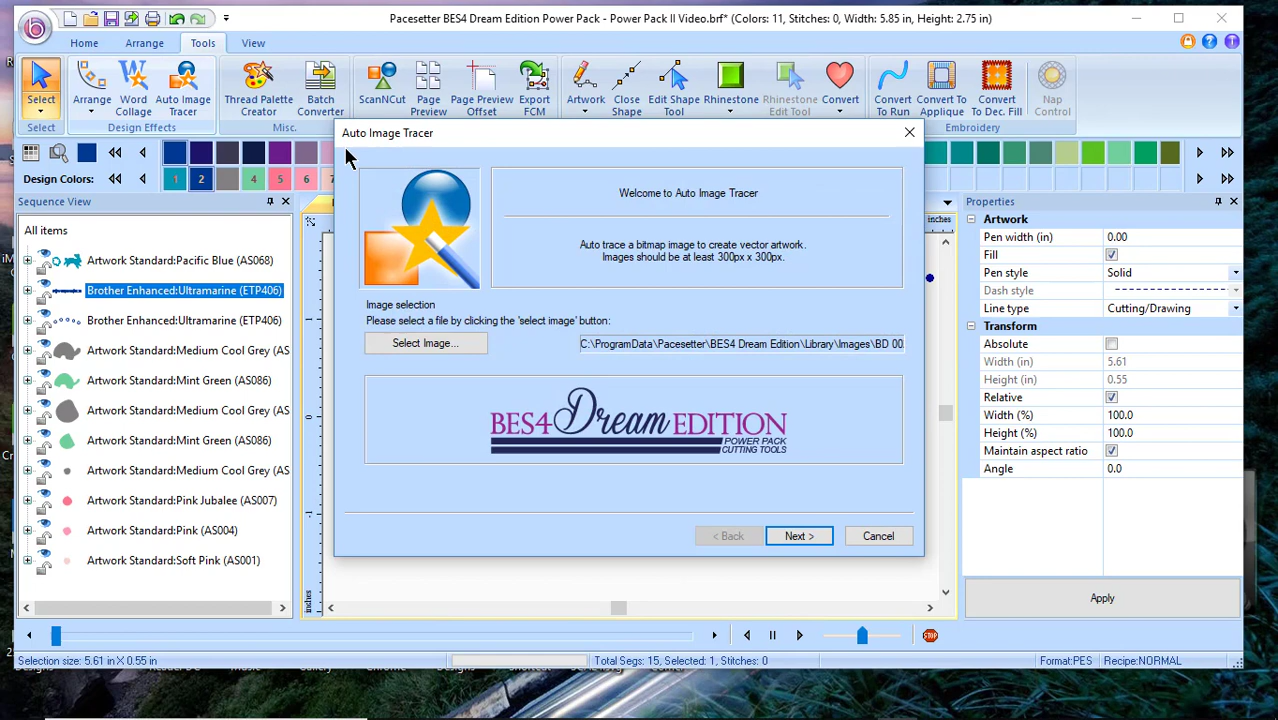 Pacesetter BES4 Dream Edition Power Pack - Power Pack II Video.brf* (Colors: 11, Stitches: 0, Width: 5.85 in, Height: 2.75 in)
Home Arrange Tools View
Select Arrange Word Collage Auto Image Tracer Thread Palette Creator Batch Converter ScanNCut Page Preview Page Preview Offset Export FCM Artwork Close Shape Edit Shape Tool Rhinestone Rhinestone Edit Tool Convert Convert To Run Convert To Applique Convert To Dec. Fill Nap Control
Select Design Effects Misc. Embroidery
Design Colors: 1 2 4 5 6 7
Sequence View
All items
Artwork Standard:Pacific Blue (AS068)
Brother Enhanced:Ultramarine (ETP406)
Brother Enhanced:Ultramarine (ETP406)
Artwork Standard:Medium Cool Grey (AS
Artwork Standard:Mint Green (AS086)
Artwork Standard:Medium Cool Grey (AS
Artwork Standard:Mint Green (AS086)
Artwork Standard:Medium Cool Grey (AS
Artwork Standard:Pink Jubalee (AS007)
Artwork Standard:Pink (AS004)
Artwork Standard:Soft Pink (AS001)
Auto Image Tracer
Welcome to Auto Image Tracer
Auto trace a bitmap image to create vector artwork.
Images should be at least 300px x 300px.
Image selection
Please select a file by clicking the 'select image' button:
Select Image... C:\ProgramData\Pacesetter\BES4 Dream Edition\Library\Images\BD 00
BES4 Dream EDITION
POWER PACK
CUTTING TOOLS
< Back Next > Cancel
inches
0
-1
inches
Properties
Artwork
Pen width (in) 0.00
Fill
Pen style Solid
Dash style
Line type Cutting/Drawing
Transform
Absolute
Width (in) 5.61
Height (in) 0.55
Relative
Width (%) 100.0
Height (%) 100.0
Maintain aspect ratio
Angle 0.0
Apply
STOP
Selection size: 5.61 in X 0.55 in Total Segs: 15, Selected: 1, Stitches: 0 Format:PES Recipe:NORMAL